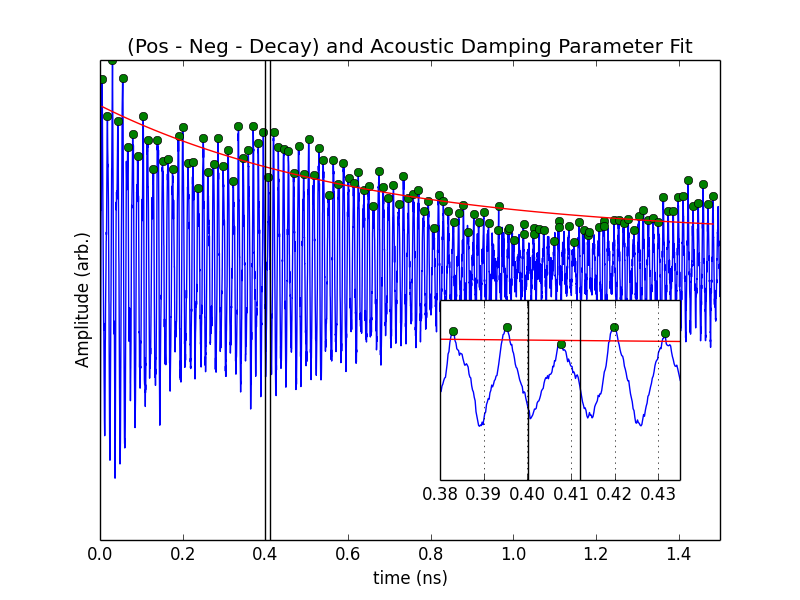 (Pos - Neg - Decay) and Acoustic Damping Parameter Fit
Amplitude (arb.)
0.38 0.39 0.40 0.41 0.42 0.43
0.0 0.2 0.4 0.6 0.8 1.0 1.2 1.4
time (ns)